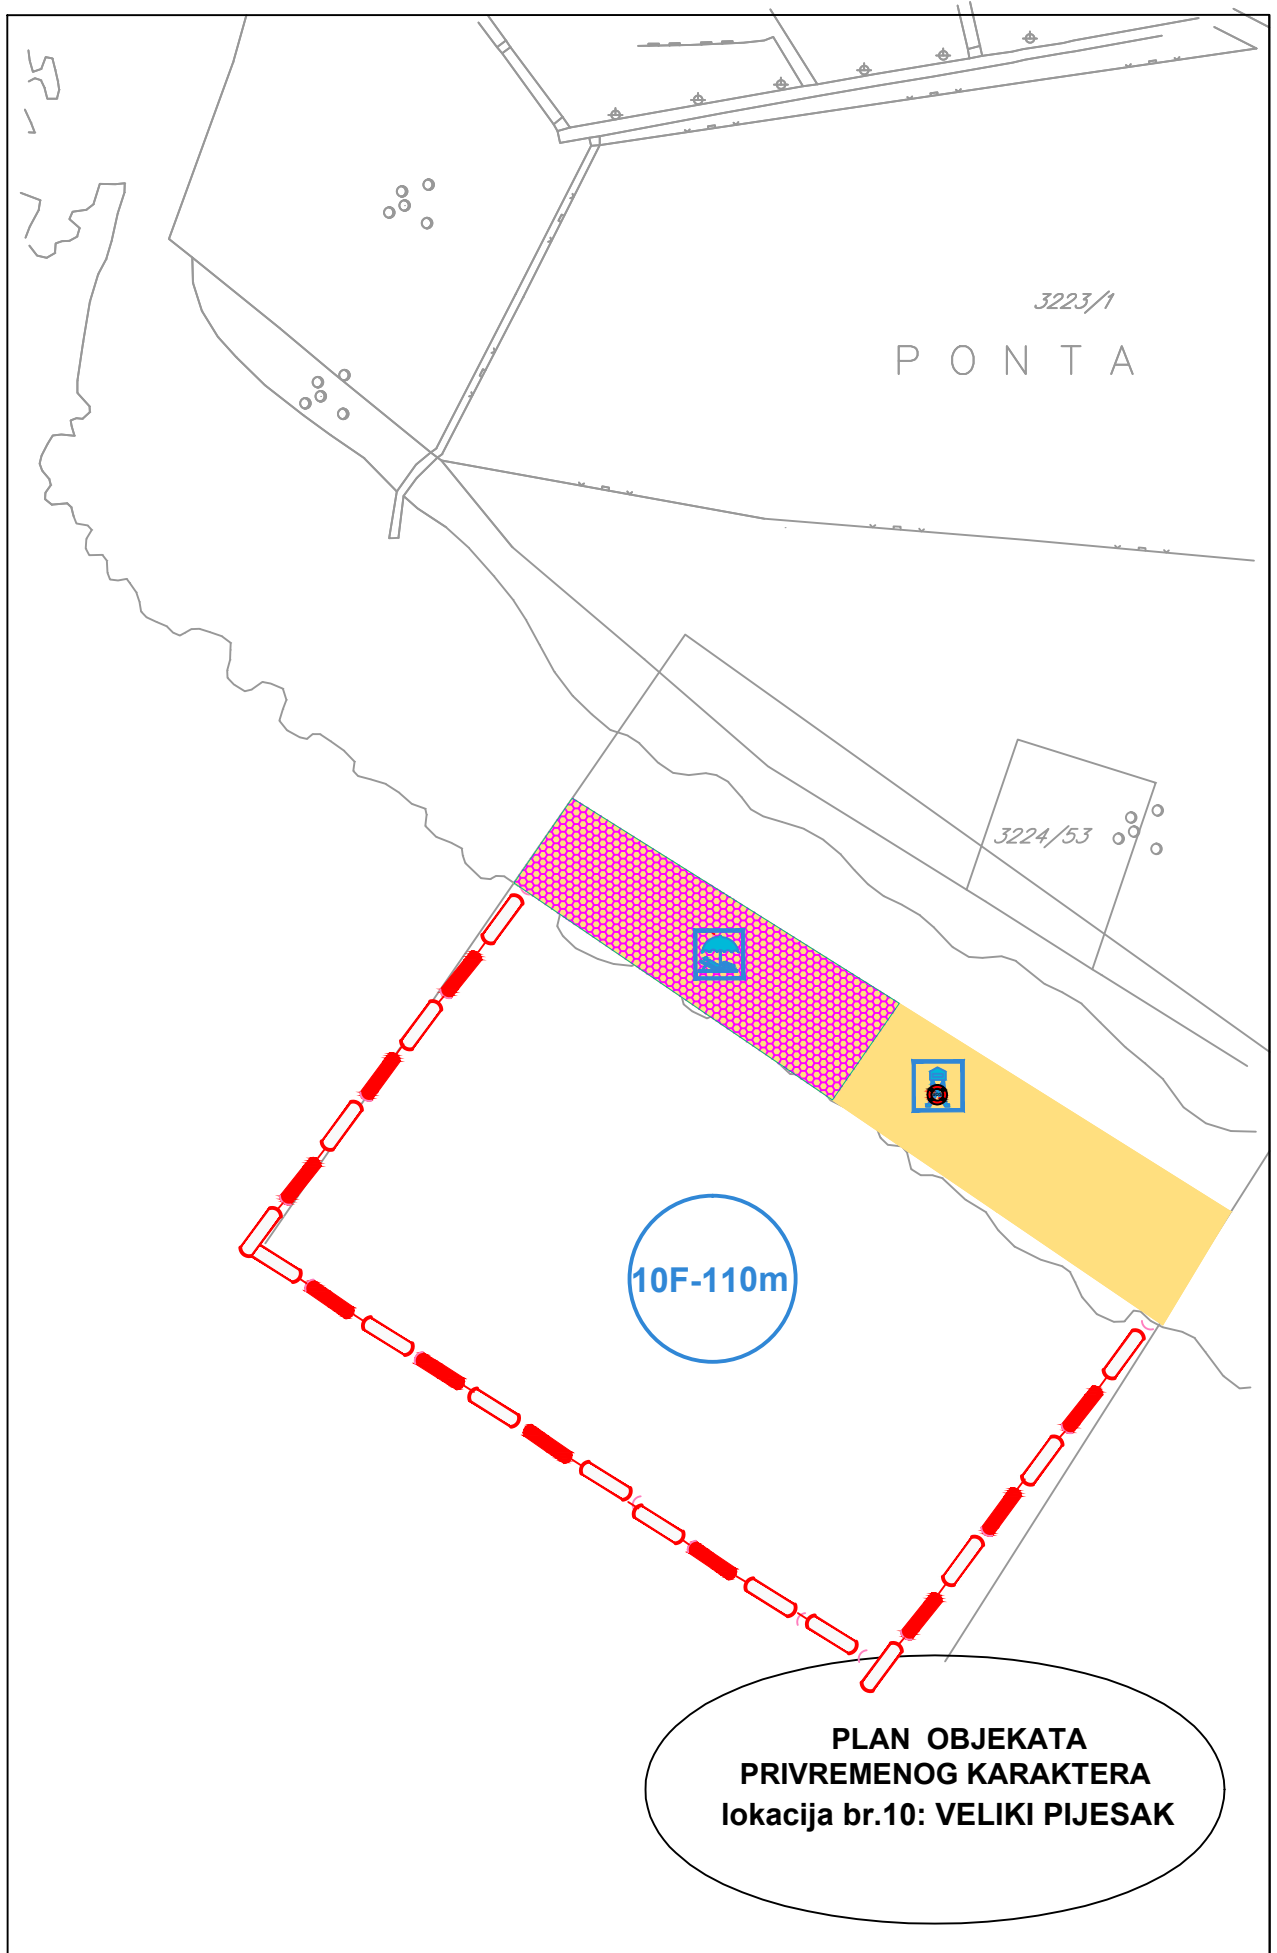 3223/1
PONTA
3224/53
10F-110m
PLAN OBJEKATA
PRIVREMENOG KARAKTERA
lokacija br.10: VELIKI PIJESAK